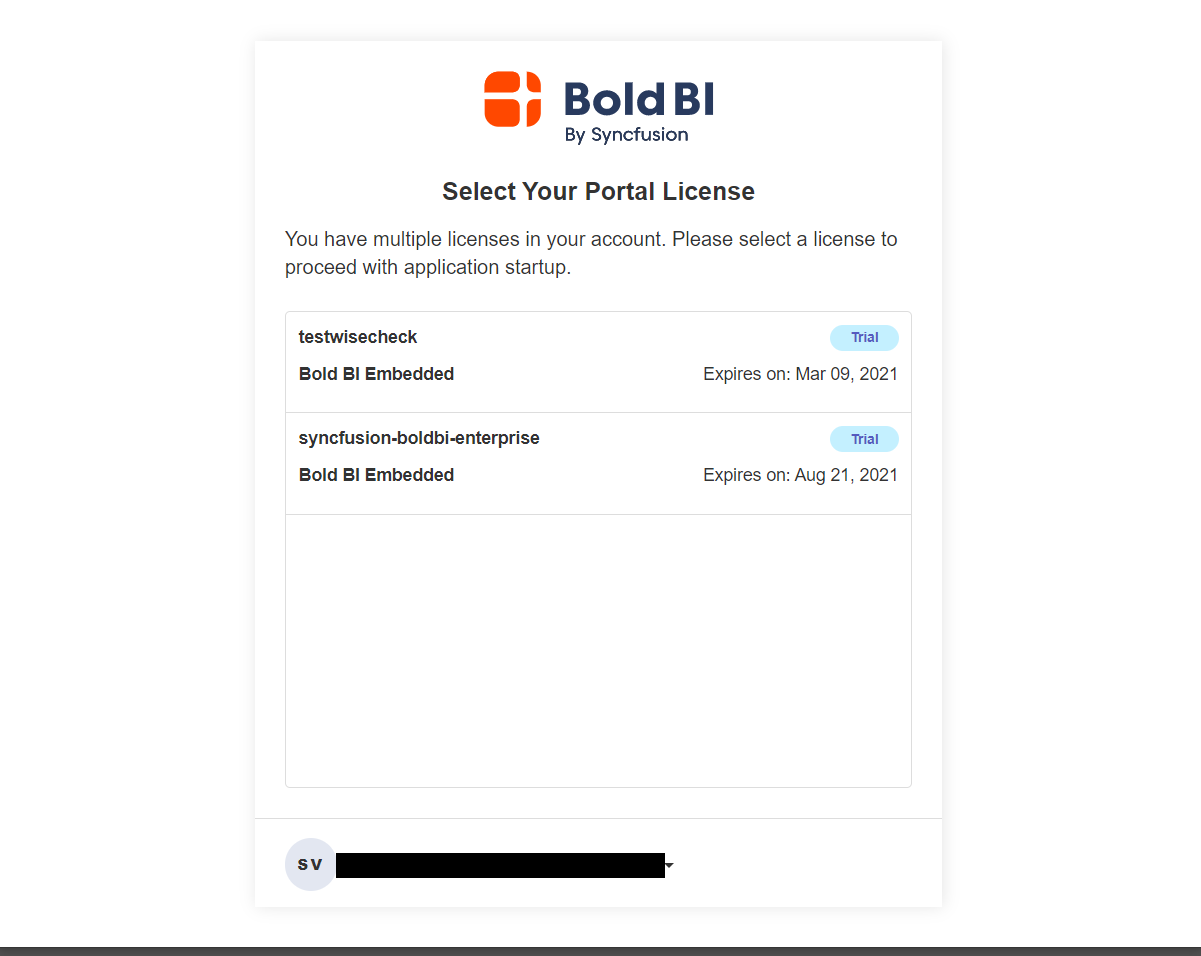 Bold BI
By Syncfusion
Select Your Portal License
You have multiple licenses in your account. Please select a license to
proceed with application startup.
testwisecheck Trial
Bold BI Embedded Expires on: Mar 09, 2021
syncfusion-boldbi-enterprise Trial
Bold BI Embedded Expires on: Aug 21, 2021
SV